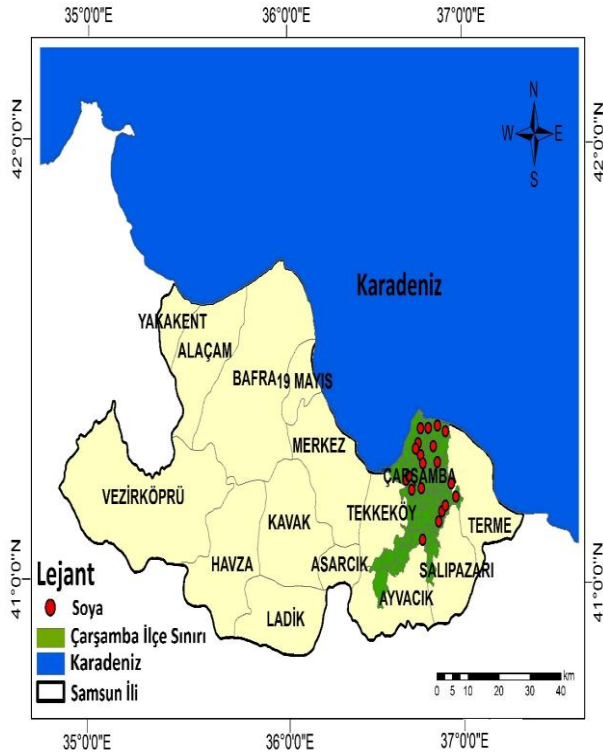 35°0'0"E 36°0'0"E 37°0'0"E
42°0'0"N 42°0'0"N
N
W E
S
Karadeniz
YAKAKENT
ALAÇAM
BAFRA 19 MAYIS
MERKEZ
ÇARŞAMBA
VEZİRKÖPRÜ
TEKKEKÖY
KAVAK
TERME
HAVZA
ASARCIK
SALIPAZARI
AYVACIK
LADİK
41°0'0"N 41°0'0"N
Lejant
Soya
Çarşamba İlçe Sınırı
Karadeniz
Samsun İli
km
0 5 10 20 30 40
35°0'0"E 36°0'0"E 37°0'0"E